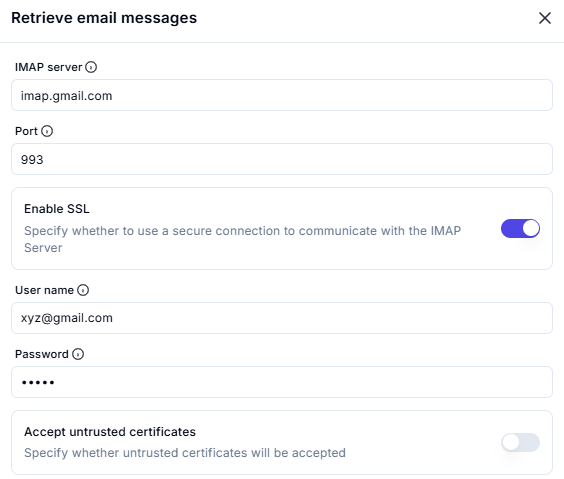 Retrieve email messages
IMAP server
imap.gmail.com
Port
993
Enable SSL
Specify whether to use a secure connection to communicate with the IMAP
Server
User name
xyz@gmail.com
Password
•••••
Accept untrusted certificates
Specify whether untrusted certificates will be accepted